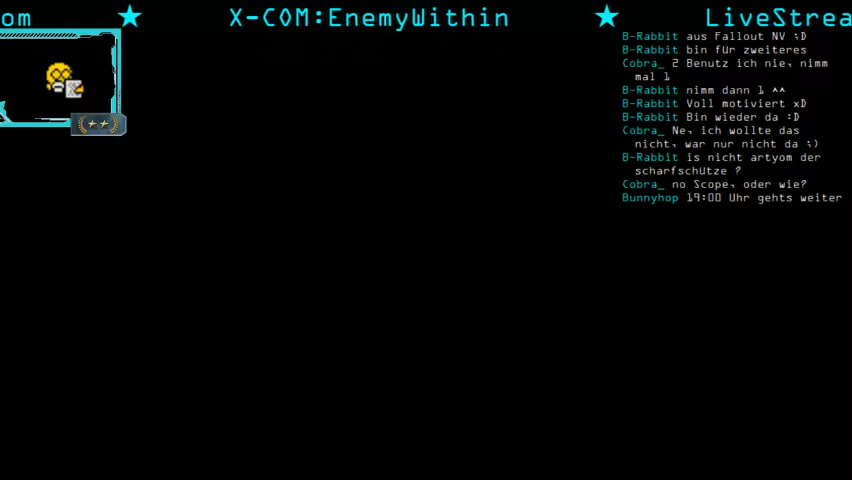 om ★ X-COM:EnemyWithin ★ LiveStrea
B-Rabbit aus Fallout NV ;D
B-Rabbit bin für zweiteres
Cobra_ 2 Benutz ich nie, nimm
mal 1
B-Rabbit nimm dann 1 ^^
B-Rabbit Voll motiviert xD
B-Rabbit Bin wieder da :D
Cobra_ Ne, ich wollte das
nicht, war nur nicht da ;)
B-Rabbit is nicht artyom der
scharfschütze ?
Cobra_ no Scope, oder wie?
Bunnyhop 19:00 Uhr gehts weiter